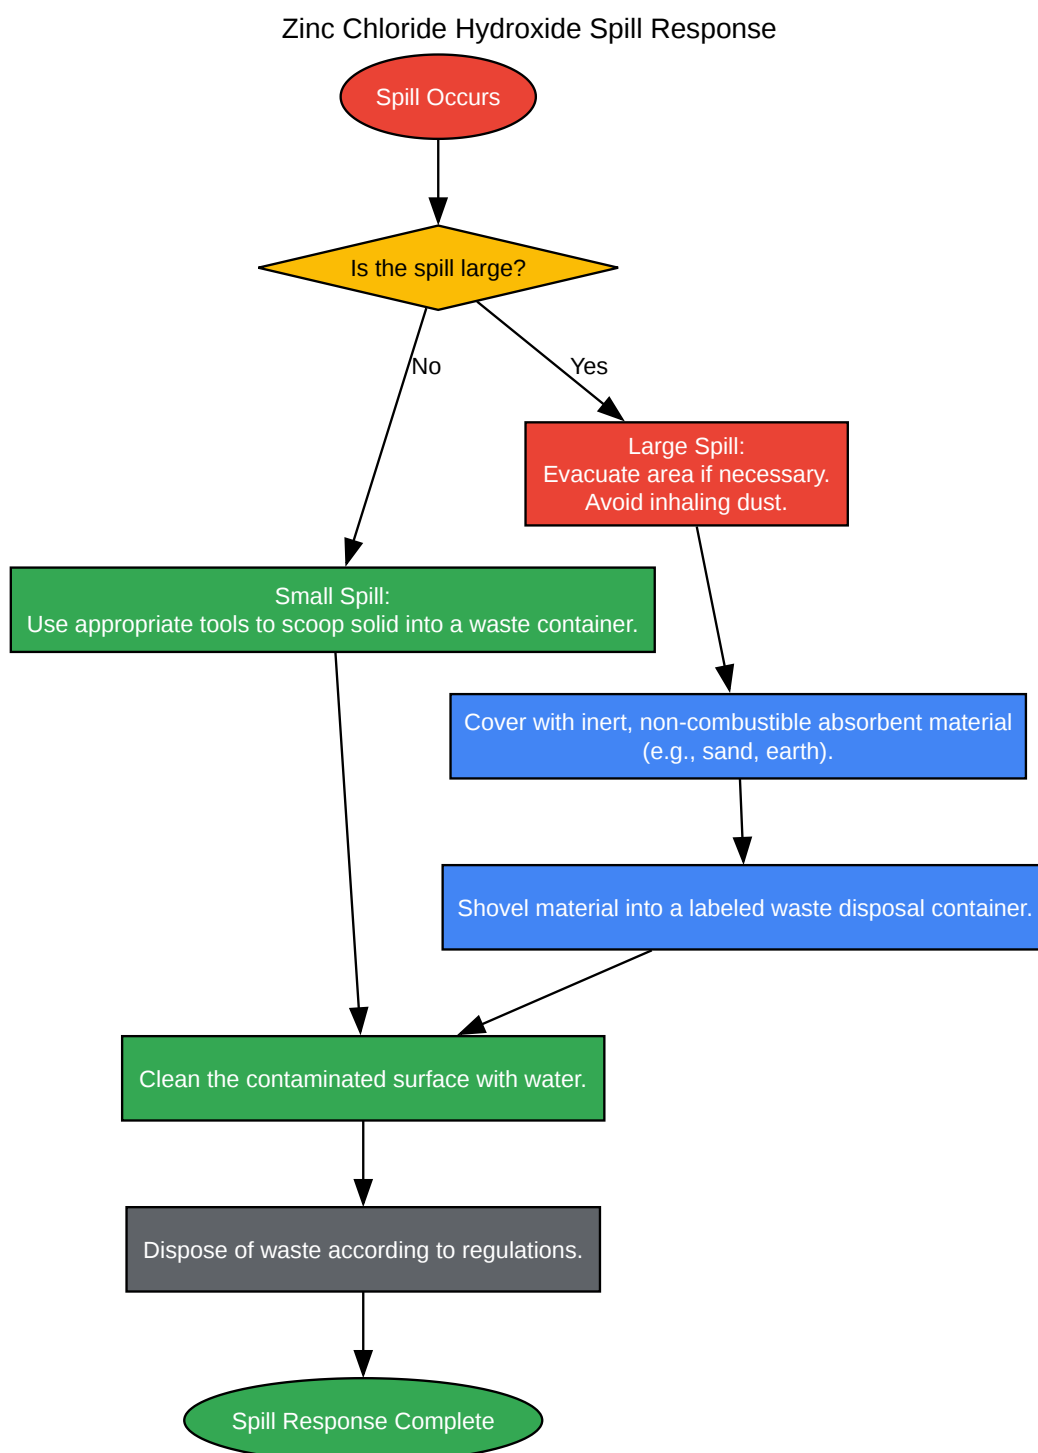 Zinc Chloride Hydroxide Spill Response
Spill Occurs
Is the spill large?
No
Yes
Large Spill:
Evacuate area if necessary.
Avoid inhaling dust.
Small Spill:
Use appropriate tools to scoop solid into a waste container.
Cover with inert, non-combustible absorbent material
(e.g., sand, earth).
Shovel material into a labeled waste disposal container.
Clean the contaminated surface with water.
Dispose of waste according to regulations.
Spill Response Complete